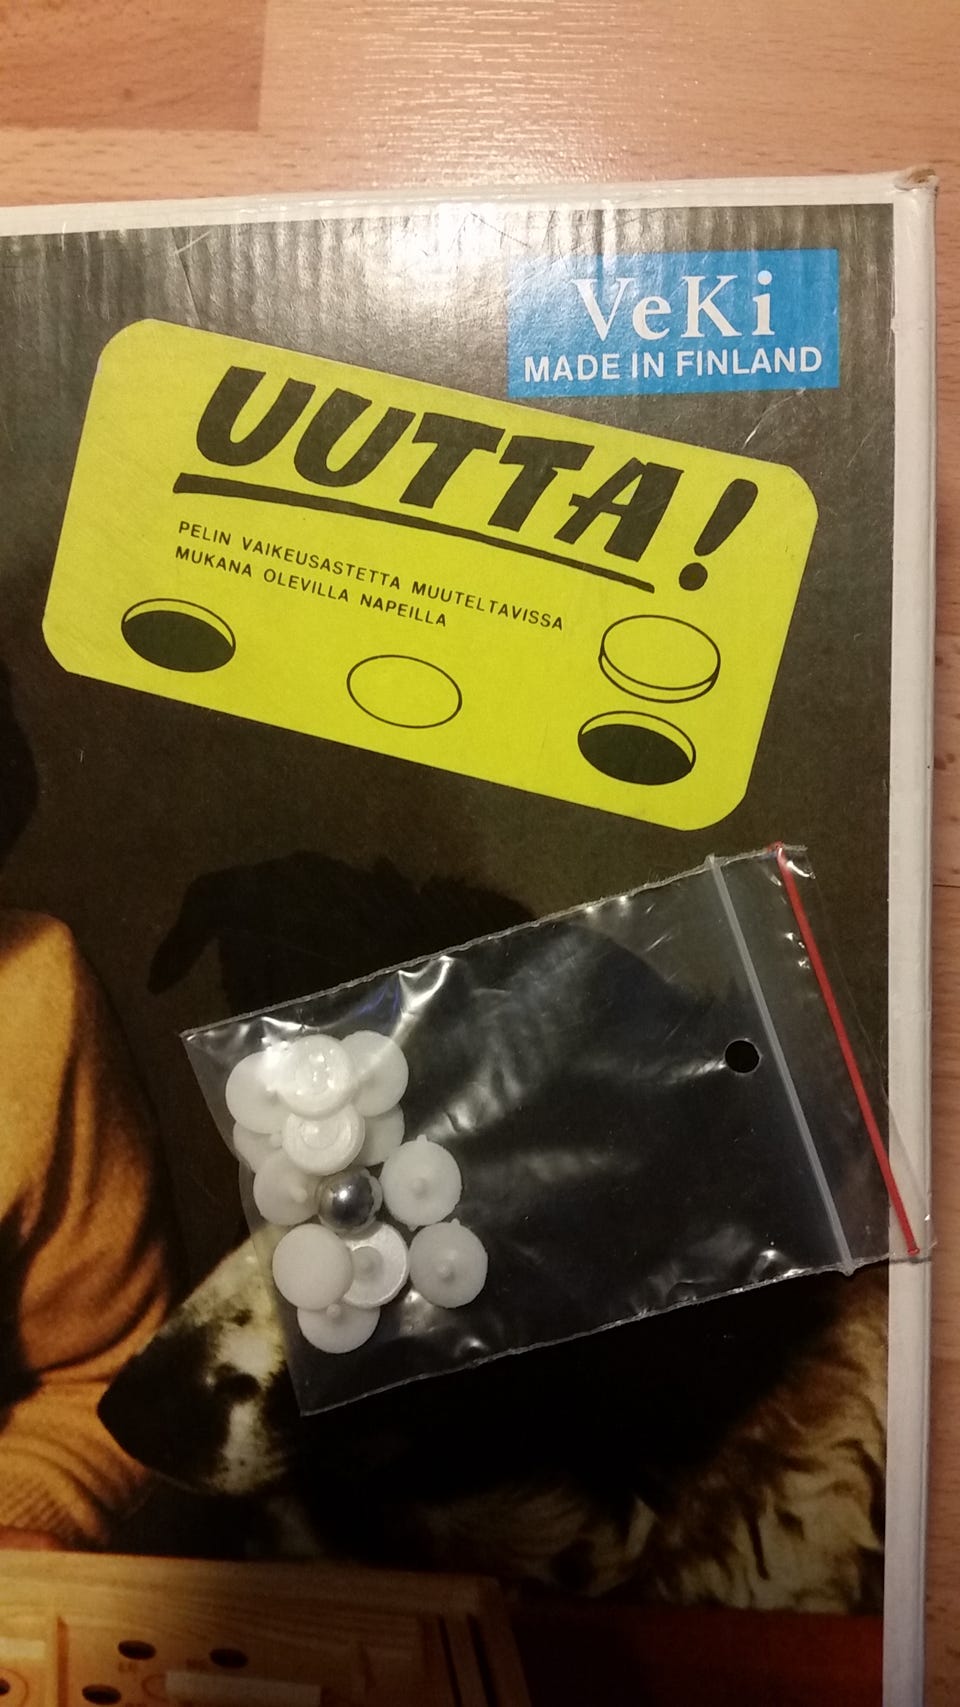 VeKi
MADE IN FINLAND
UUTTA!
PELIN VAIKEUSASTETTA MUUTELTAVISSA
MUKANA OLEVILLA NAPEILLA